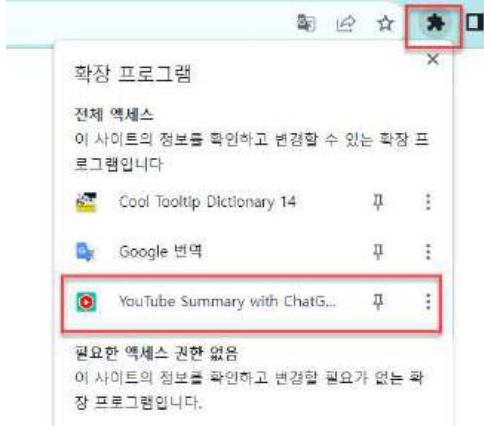 확장 프로그램
전체 액세스
이 사이트의 정보를 확인하고 변경할 수 있는 확장 프
로그램입니다
Cool Tooltip Dictionary 14
Google 번역
YouTube Summary with ChatG...
필요한 액세스 권한 없음
이 사이트의 정보를 확인하고 변경할 필요가 없는 확
장 프로그램입니다.